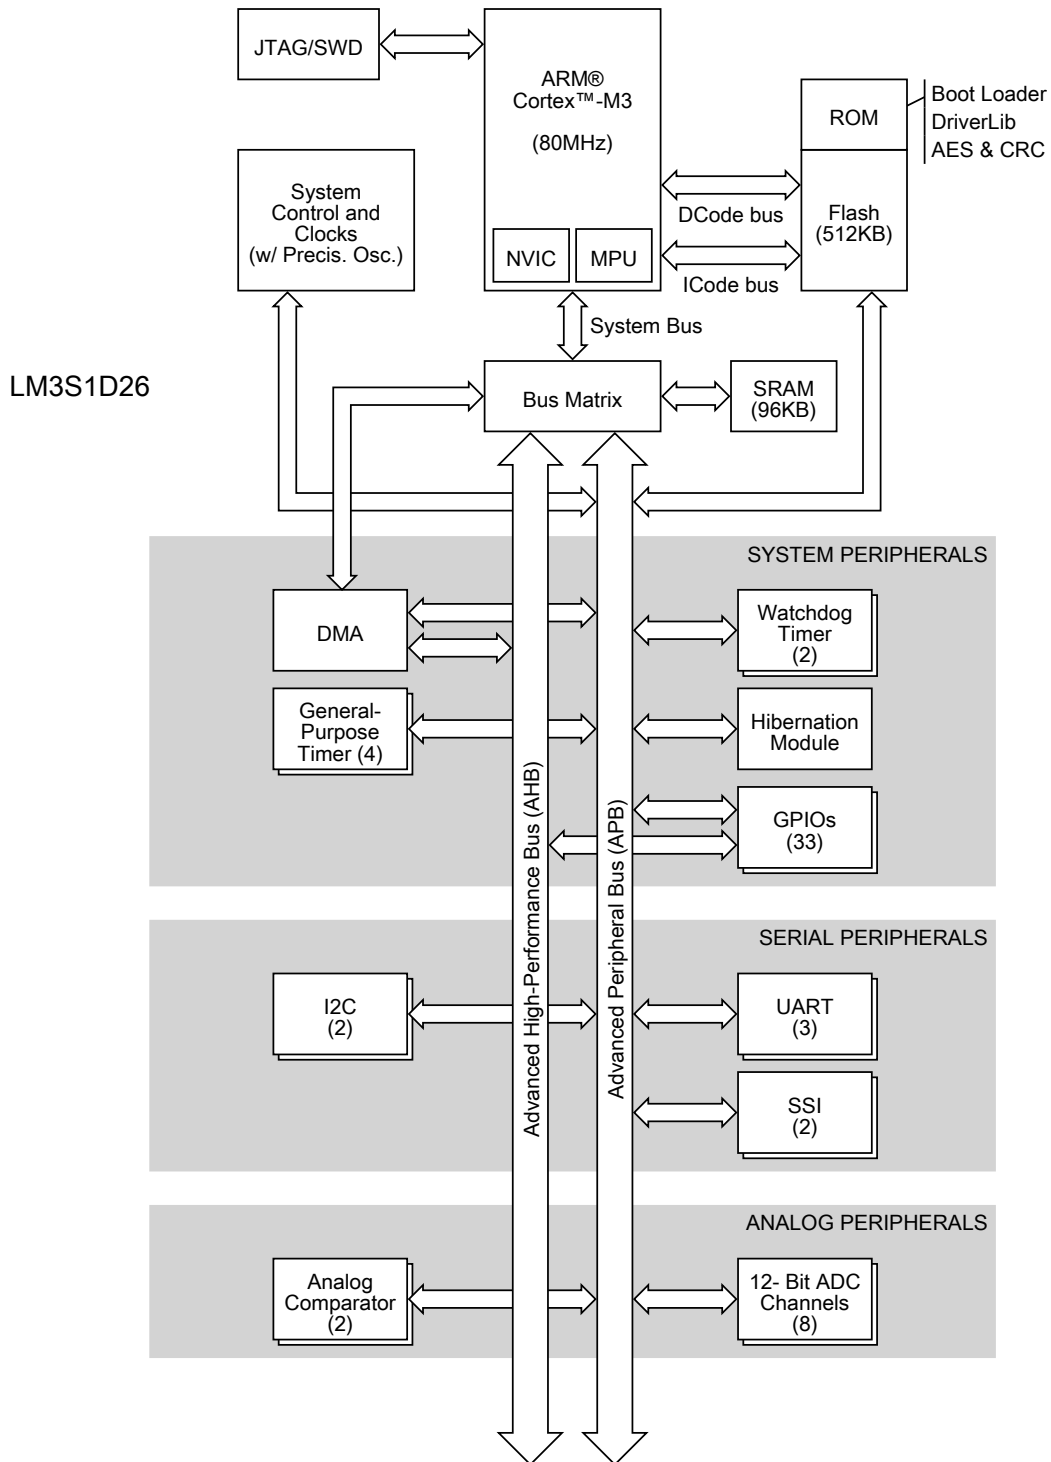 JTAG/SWD
ARM®
Cortex™-M3
(80MHz)
NVIC
MPU
ROM
Boot Loader
DriverLib
AES & CRC
Flash
(512KB)
DCode bus
ICode bus
System
Control and
Clocks
(w/ Precis. Osc.)
System Bus
LM3S1D26
Bus Matrix
SRAM
(96KB)
SYSTEM PERIPHERALS
DMA
Watchdog
Timer
(2)
General-
Purpose
Timer (4)
Hibernation
Module
GPIOs
(33)
Advanced High-Performance Bus (AHB)
Advanced Peripheral Bus (APB)
SERIAL PERIPHERALS
I2C
(2)
UART
(3)
SSI
(2)
ANALOG PERIPHERALS
Analog
Comparator
(2)
12- Bit ADC
Channels
(8)